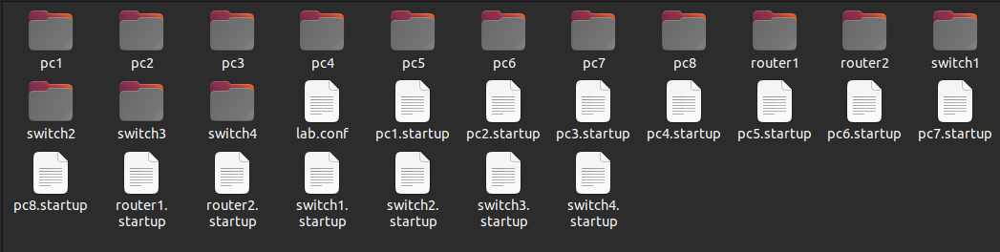 pc1 pc2 pc3 pc4 pc5 pc6 pc7 pc8 router1 router2 switch1
switch2 switch3 switch4 lab.conf pc1.startup pc2.startup pc3.startup pc4.startup pc5.startup pc6.startup pc7.startup
pc8.startup router1. router2. switch1. switch2. switch3. switch4.
startup startup startup startup startup startup